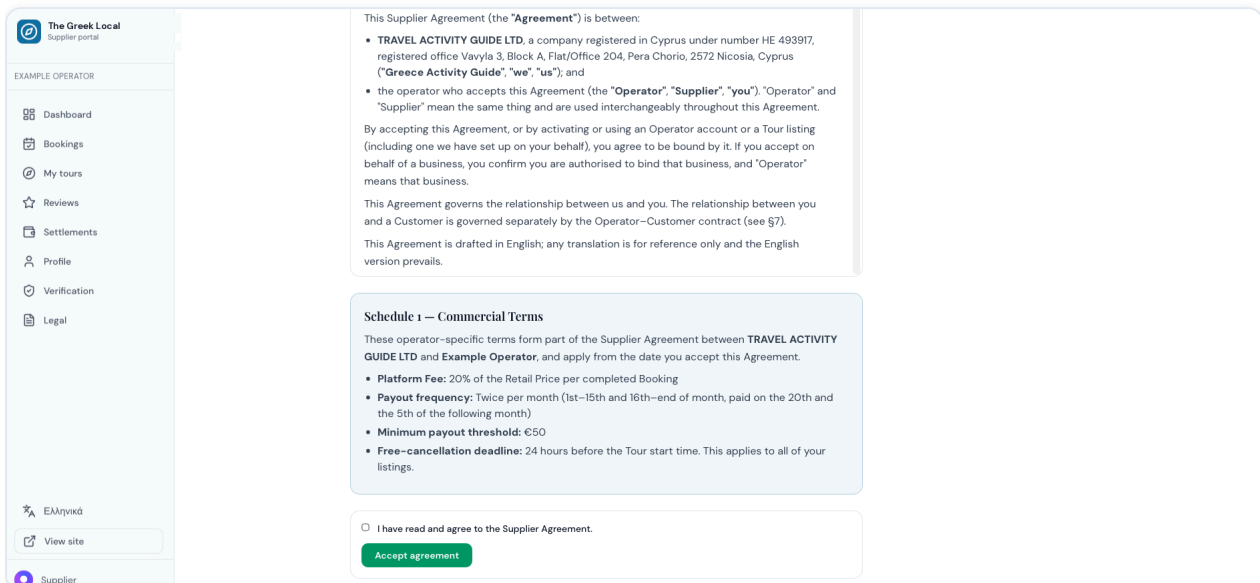 The Greek Local
Supplier portal
EXAMPLE OPERATOR
Dashboard
Bookings
My tours
Reviews
Settlements
Profile
Verification
Legal
Ελληνικά
View site
Supplier
This Supplier Agreement (the "Agreement") is between:
• TRAVEL ACTIVITY GUIDE LTD, a company registered in Cyprus under number HE 493917,
registered office Vavyla 3, Block A, Flat/Office 204, Pera Chorio, 2572 Nicosia, Cyprus
("Greece Activity Guide", "we", "us"); and
• the operator who accepts this Agreement (the "Operator", "Supplier", "you"). "Operator" and
"Supplier" mean the same thing and are used interchangeably throughout this Agreement.
By accepting this Agreement, or by activating or using an Operator account or a Tour listing
(including one we have set up on your behalf), you agree to be bound by it. If you accept on
behalf of a business, you confirm you are authorised to bind that business, and "Operator"
means that business.
This Agreement governs the relationship between us and you. The relationship between you
and a Customer is governed separately by the Operator–Customer contract (see §7).
This Agreement is drafted in English; any translation is for reference only and the English
version prevails.
Schedule 1 — Commercial Terms
These operator-specific terms form part of the Supplier Agreement between TRAVEL ACTIVITY
GUIDE LTD and Example Operator, and apply from the date you accept this Agreement.
• Platform Fee: 20% of the Retail Price per completed Booking
• Payout frequency: Twice per month (1st–15th and 16th–end of month, paid on the 20th and
the 5th of the following month)
• Minimum payout threshold: €50
• Free-cancellation deadline: 24 hours before the Tour start time. This applies to all of your
listings.
I have read and agree to the Supplier Agreement.
Accept agreement